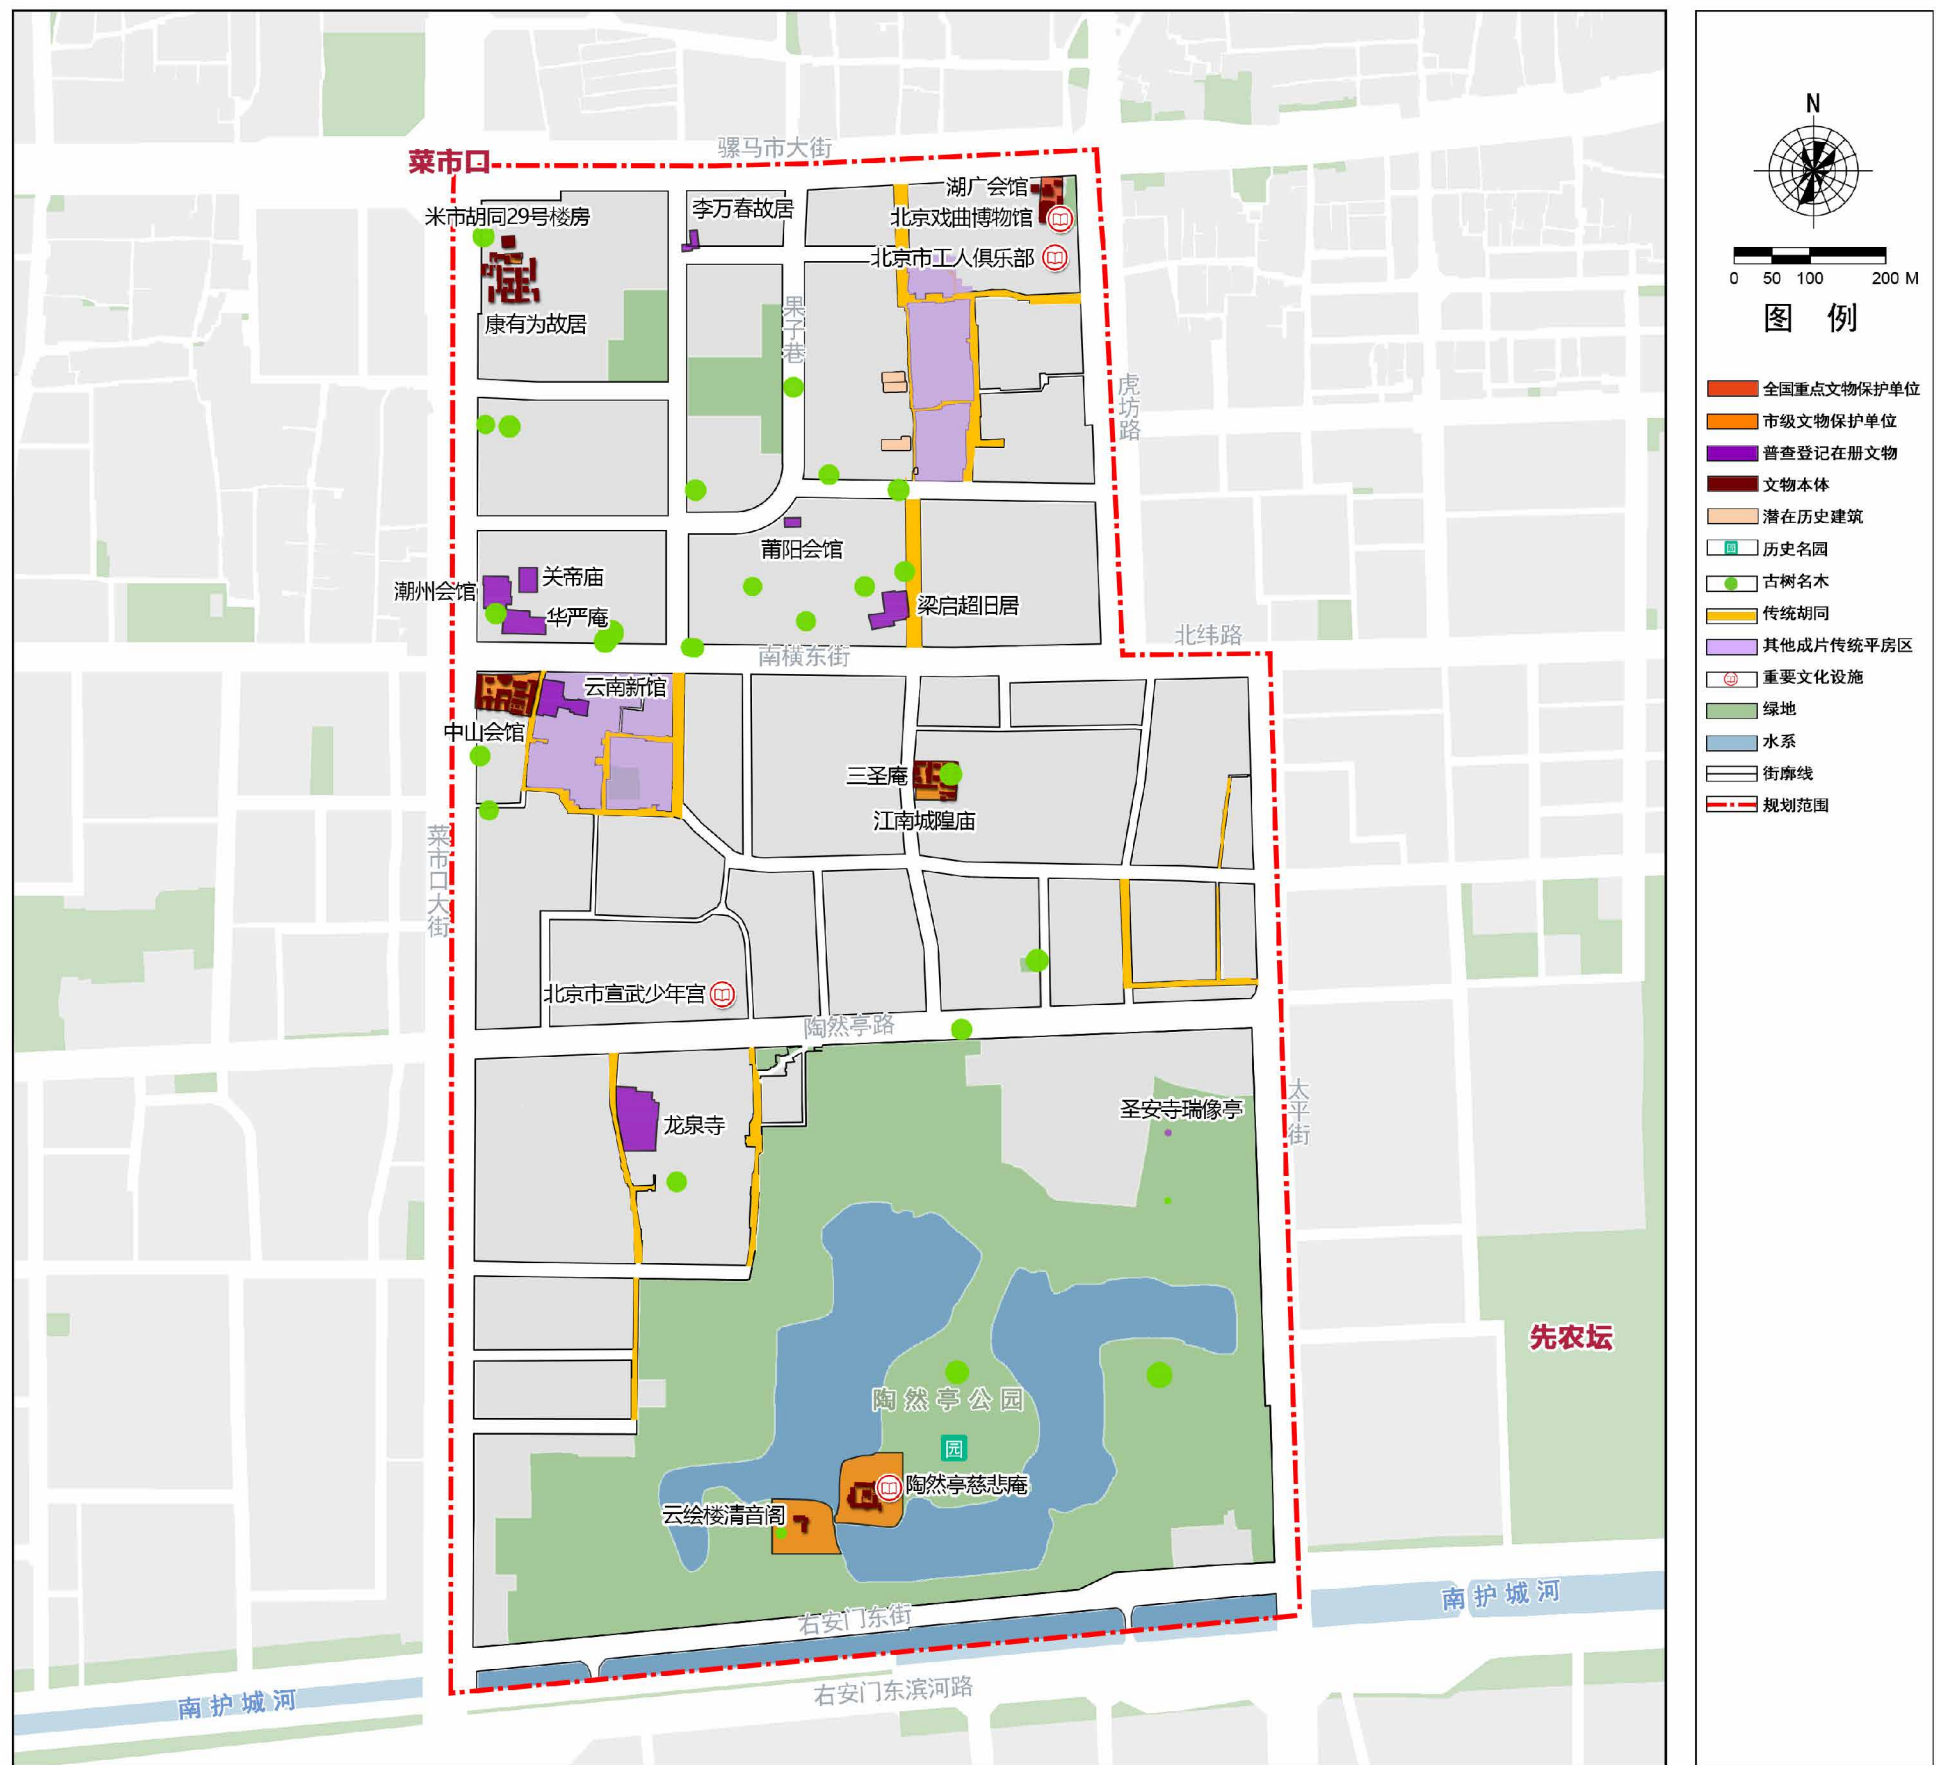 骡马市大街
菜市口
湖广会馆
米市胡同29号楼房
李万春故居
北京戏曲博物馆
北京市工人俱乐部
康有为故居
果子巷
虎坊路
莆阳会馆
关帝庙
潮州会馆
华严庵
梁启超旧居
北纬路
南横东街
云南新馆
中山会馆
三圣庵
江南城隍庙
菜市口大街
北京市宣武少年宫
陶然亭路
龙泉寺
圣安寺瑞像亭
太平街
先农坛
陶然亭公园
园
陶然亭慈悲庵
云绘楼清音阁
右安门东街
南护城河
右安门东滨河路
南护城河
N
0 50 100 200 M
图 例
全国重点文物保护单位
市级文物保护单位
普查登记在册文物
文物本体
潜在历史建筑
园 历史名园
古树名木
传统胡同
其他成片传统平房区
重要文化设施
绿地
水系
街廓线
规划范围